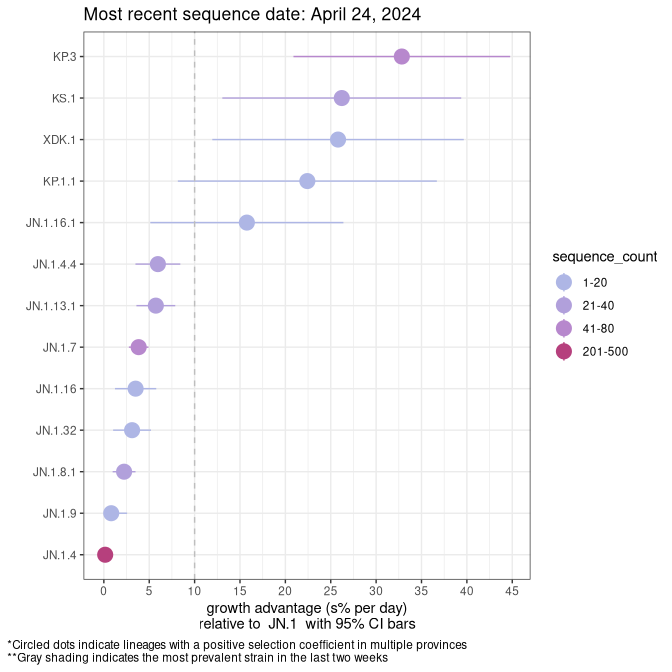 Most recent sequence date: April 24, 2024
KP.3
KS.1
XDK.1
KP.1.1
JN.1.16.1
JN.1.4.4
JN.1.13.1
JN.1.7
JN.1.16
JN.1.32
JN.1.8.1
JN.1.9
JN.1.4
0 5 10 15 20 25 30 35 40 45
growth advantage (s% per day)
relative to JN.1 with 95% CI bars
sequence_count
1-20
21-40
41-80
201-500
*Circled dots indicate lineages with a positive selection coefficient in multiple provinces
**Gray shading indicates the most prevalent strain in the last two weeks